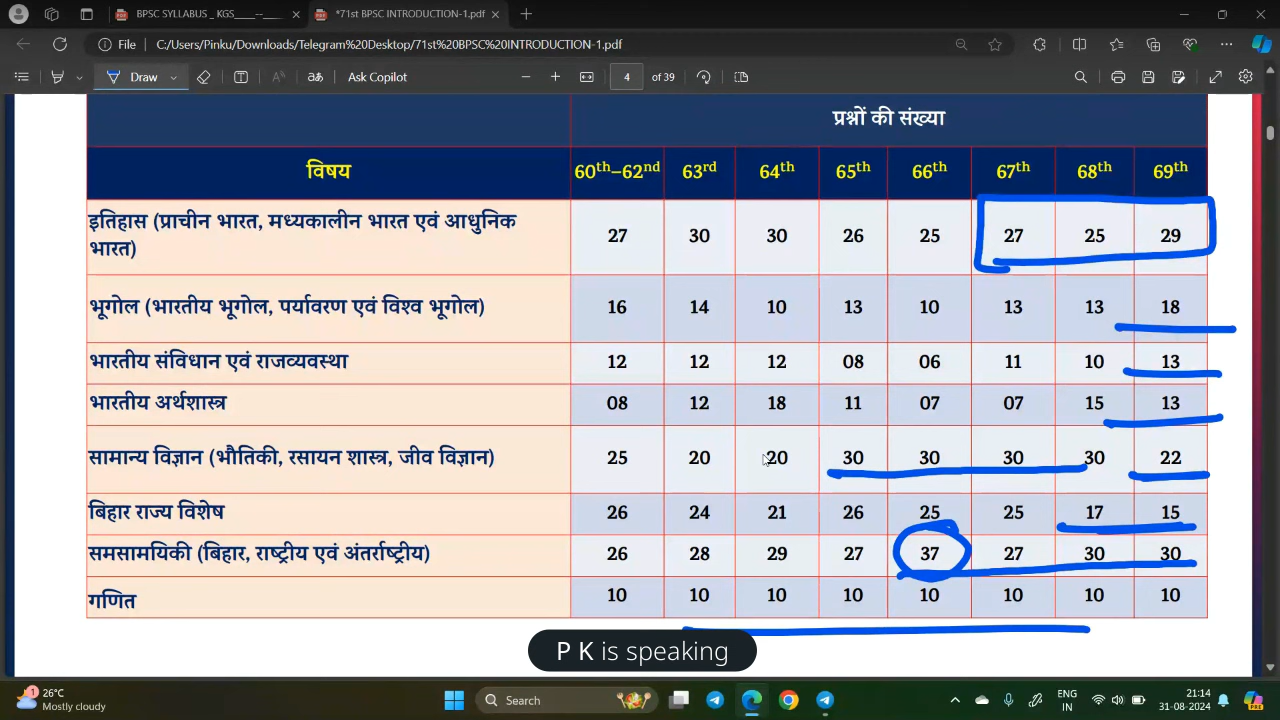 BPSC SYLLABUS _ KGS____--__
*71st BPSC INTRODUCTION-1.pdf
File C:/Users/Pinku/Downloads/Telegram%20Desktop/71st%20BPSC%20INTRODUCTION-1.pdf
Draw Ask Copilot 4 of 39
प्रश्नों की संख्या
विषय 60th–62nd 63rd 64th 65th 66th 67th 68th 69th
इतिहास (प्राचीन भारत, मध्यकालीन भारत एवं आधुनिक
भारत) 27 30 30 26 25 27 25 29
भूगोल (भारतीय भूगोल, पर्यावरण एवं विश्व भूगोल) 16 14 10 13 10 13 13 18
भारतीय संविधान एवं राजव्यवस्था 12 12 12 08 06 11 10 13
भारतीय अर्थशास्त्र 08 12 18 11 07 07 15 13
सामान्य विज्ञान (भौतिकी, रसायन शास्त्र, जीव विज्ञान) 25 20 20 30 30 30 30 22
बिहार राज्य विशेष 26 24 21 26 25 25 17 15
समसामयिकी (बिहार, राष्ट्रीय एवं अंतर्राष्ट्रीय) 26 28 29 27 37 27 30 30
गणित 10 10 10 10 10 10 10 10
P K is speaking
1 26°C
Mostly cloudy
Search
ENG
IN
21:14
31-08-2024